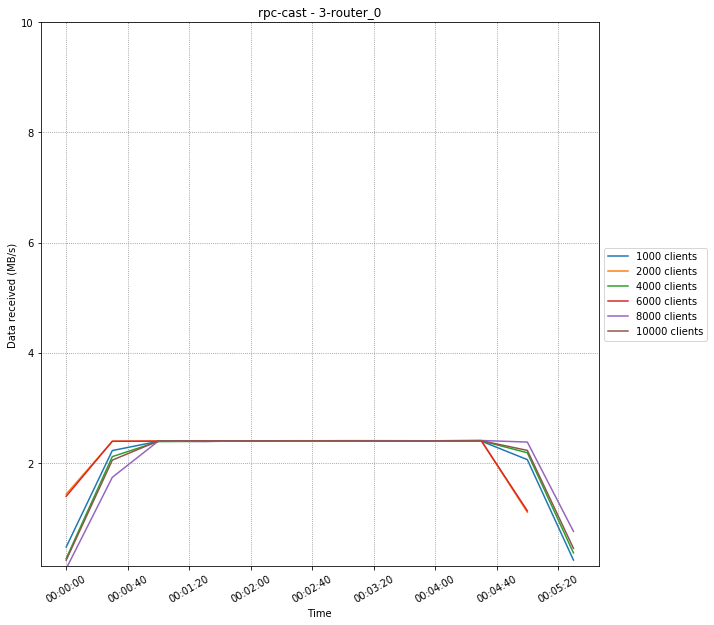 rpc-cast - 3-router_0
10
8
6
4
2
Data received (MB/s)
00:00:00
00:00:40
00:01:20
00:02:00
00:02:40
00:03:20
00:04:00
00:04:40
00:05:20
Time
1000 clients
2000 clients
4000 clients
6000 clients
8000 clients
10000 clients